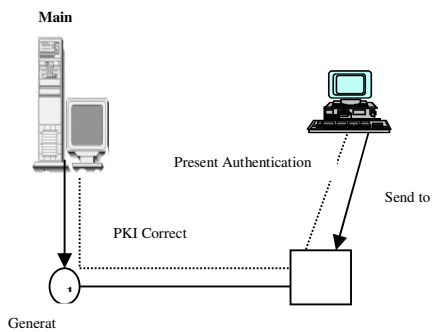 Main
Present Authentication
Send to
PKI Correct
1
Generat